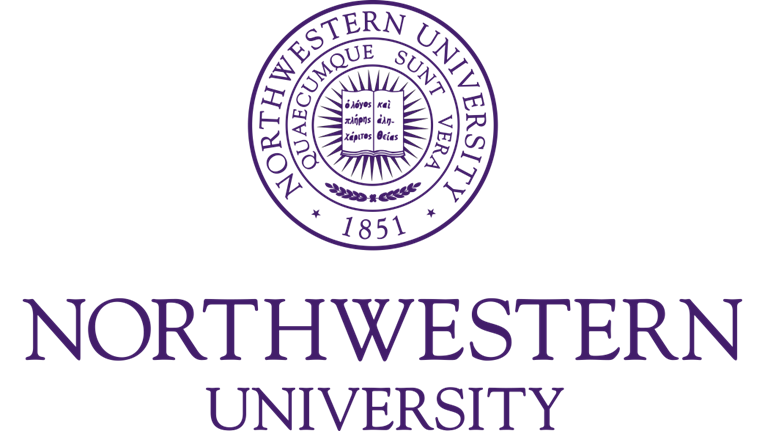 NORTHWESTERN UNIVERSITY
QUAECUMQUE SUNT VERA
ὁ λόγος
πλήρης
χάριτος
καὶ
ἀλη-
θείας
1851
NORTHWESTERN
UNIVERSITY